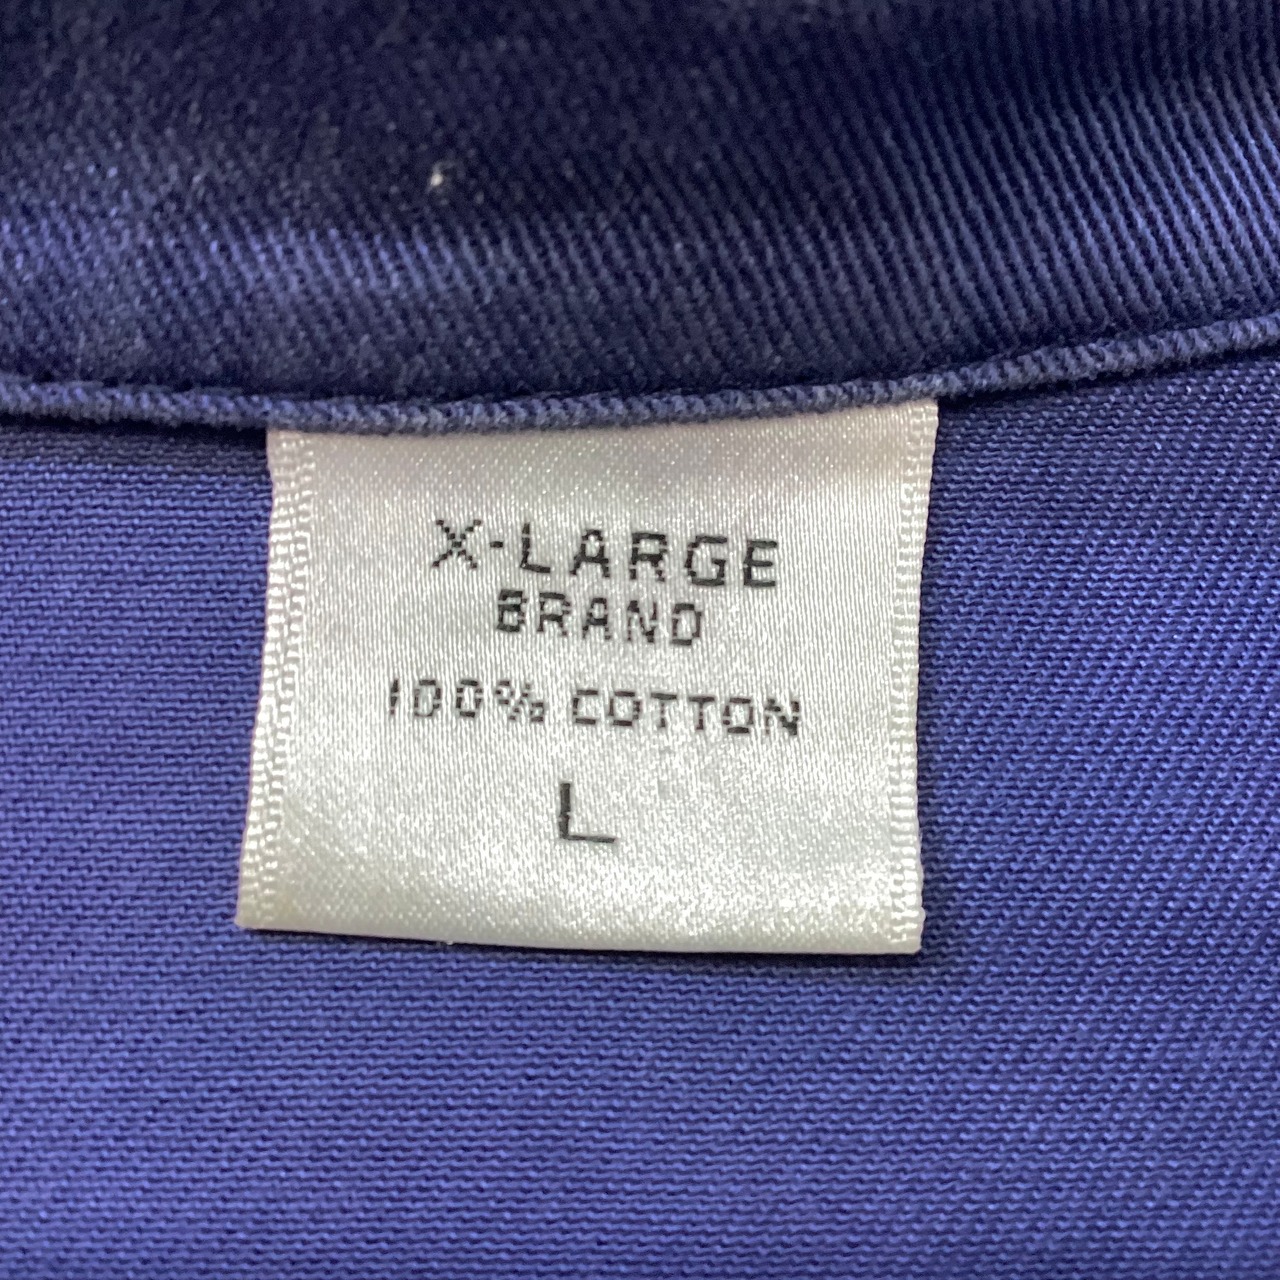 X-LARGE
BRAND
100% COTTON
L